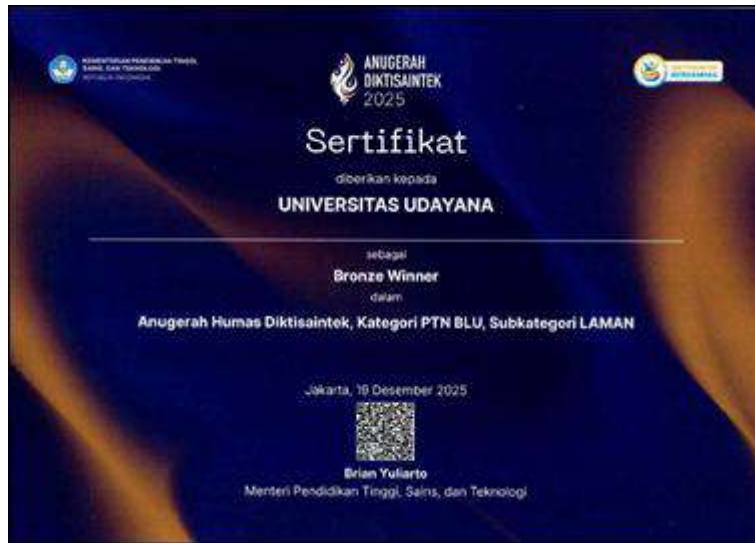 KEMENTERIAN PENDIDIKAN TINGGI,
SAINS, DAN TEKNOLOGI
REPUBLIK INDONESIA
ANUGERAH
DIKTISAINTEK
2025
BERDAMPAK
Sertifikat
diberikan kepada
UNIVERSITAS UDAYANA
sebagai
Bronze Winner
dalam
Anugerah Humas Diktisaintek, Kategori PTN BLU, Subkategori LAMAN
Jakarta, 19 Desember 2025
Brian Yuliarto
Menteri Pendidikan Tinggi, Sains, dan Teknologi